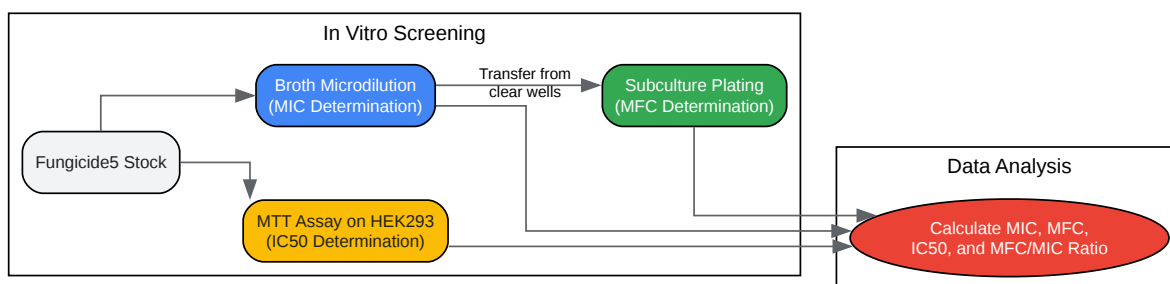 In Vitro Screening
Broth Microdilution
(MIC Determination)
Transfer from
clear wells
Subculture Plating
(MFC Determination)
Fungicide5 Stock
MTT Assay on HEK293
(IC50 Determination)
Data Analysis
Calculate MIC, MFC,
IC50, and MFC/MIC Ratio